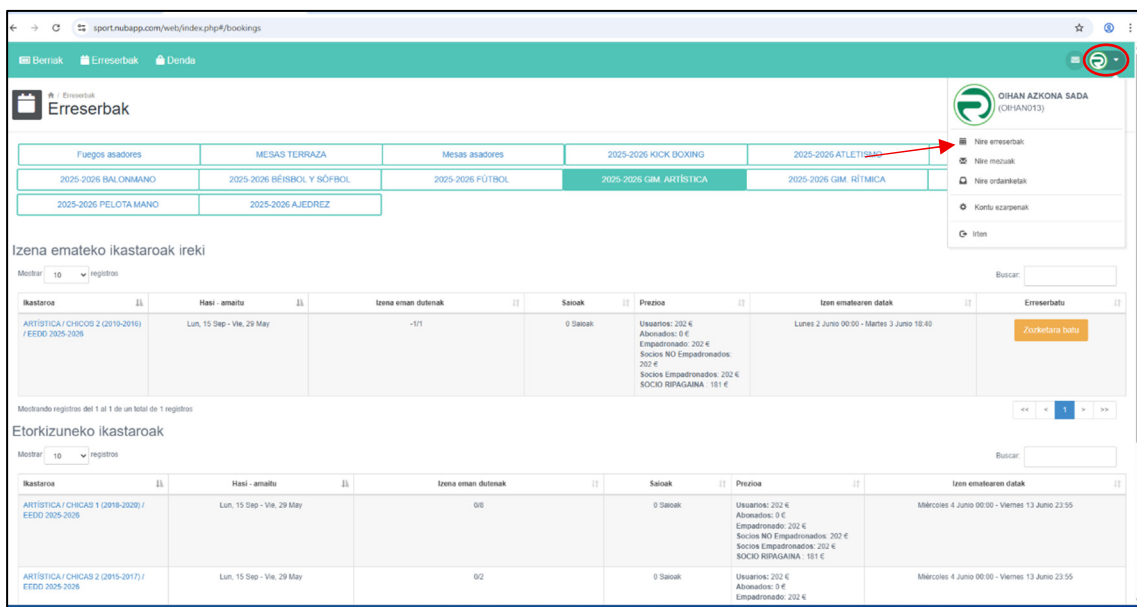 sport.nubapp.com/web/index.php#/bookings
Berriak Erreserbak Denda
/ Erreserbak
Erreserbak
OIHAN AZKONA SADA
(OIHAN013)
Nire erreserbak
Nire mezuak
Nire ordainketak
Kontu ezarpenak
Irten
Fuegos asadores MESAS TERRAZA Mesas asadores 2025-2026 KICK BOXING 2025-2026 ATLETISMO
2025-2026 BALONMANO 2025-2026 BÉISBOL Y SÓFBOL 2025-2026 FÚTBOL 2025-2026 GIM. ARTÍSTICA 2025-2026 GIM. RÍTMICA
2025-2026 PELOTA MANO 2025-2026 AJEDREZ
Izena emateko ikastaroak ireki
Mostrar 10 registros Buscar:
Ikastaroa Hasi - amaitu Izena eman dutenak Saioak Prezioa Izen ematearen datak Erreserbatu
ARTÍSTICA / CHICOS 2 (2010-2016) / EEDD 2025-2026
Lun, 15 Sep - Vie, 29 May
-1/1
0 Saioak
Usuarios: 202 €
Abonados: 0 €
Empadronado: 202 €
Socios NO Empadronados:
202 €
Socios Empadronados: 202 €
SOCIO RIPAGAINA : 181 €
Lunes 2 Junio 00:00 - Martes 3 Junio 18:40
Zozketara batu
Mostrando registros del 1 al 1 de un total de 1 registros << < 1 > >>
Etorkizuneko ikastaroak
Mostrar 10 registros Buscar:
Ikastaroa Hasi - amaitu Izena eman dutenak Saioak Prezioa Izen ematearen datak
ARTÍSTICA / CHICAS 1 (2018-2020) / EEDD 2025-2026
Lun, 15 Sep - Vie, 29 May
0/8
0 Saioak
Usuarios: 202 €
Abonados: 0 €
Empadronado: 202 €
Socios NO Empadronados: 202 €
Socios Empadronados: 202 €
SOCIO RIPAGAINA : 181 €
Miércoles 4 Junio 00:00 - Viernes 13 Junio 23:55
ARTÍSTICA / CHICAS 2 (2015-2017) / EEDD 2025-2026
Lun, 15 Sep - Vie, 29 May
0/2
0 Saioak
Usuarios: 202 €
Abonados: 0 €
Empadronado: 202 €
Miércoles 4 Junio 00:00 - Viernes 13 Junio 23:55